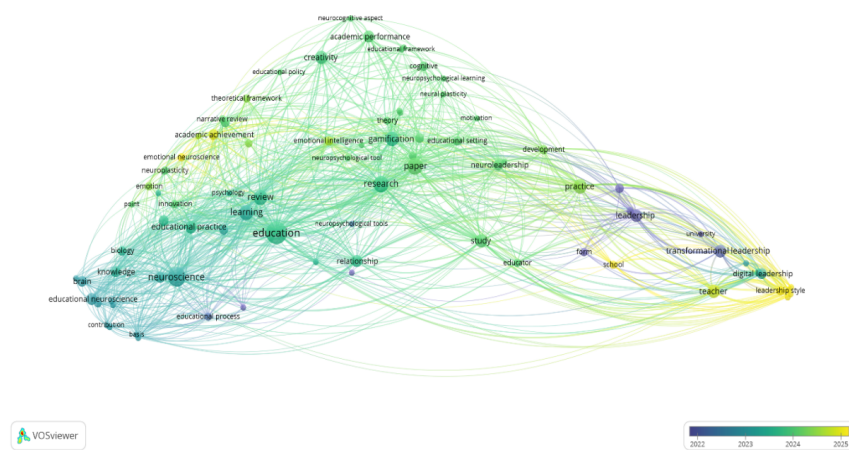 neurocognitive aspect
academic performance
educational framework
creativity
cognitive
educational policy
neuropsychological learning
neural plasticity
theoretical framework
narrative review
theory
motivation
academic achievement
emotional intelligence
gamification
educational setting
development
emotional neuroscience
neuropsychological tool
paper
neuroleadership
neuroplasticity
emotion
psychology
review
research
practice
point
innovation
learning
leadership
educational practice
education
neuropsychological tools
university
study
biology
form
transformational leadership
relationship
educator
school
brain
knowledge
neuroscience
digital leadership
educational neuroscience
teacher
leadership style
contribution
educational process
basis
VOSviewer
2022 2023 2024 2025